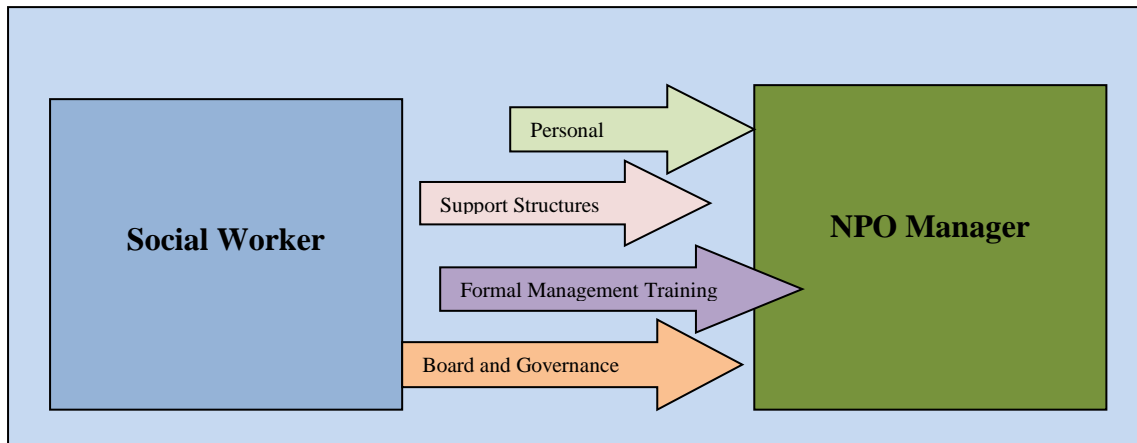 Social Worker
Personal
Support Structures
Formal Management Training
Board and Governance
NPO Manager